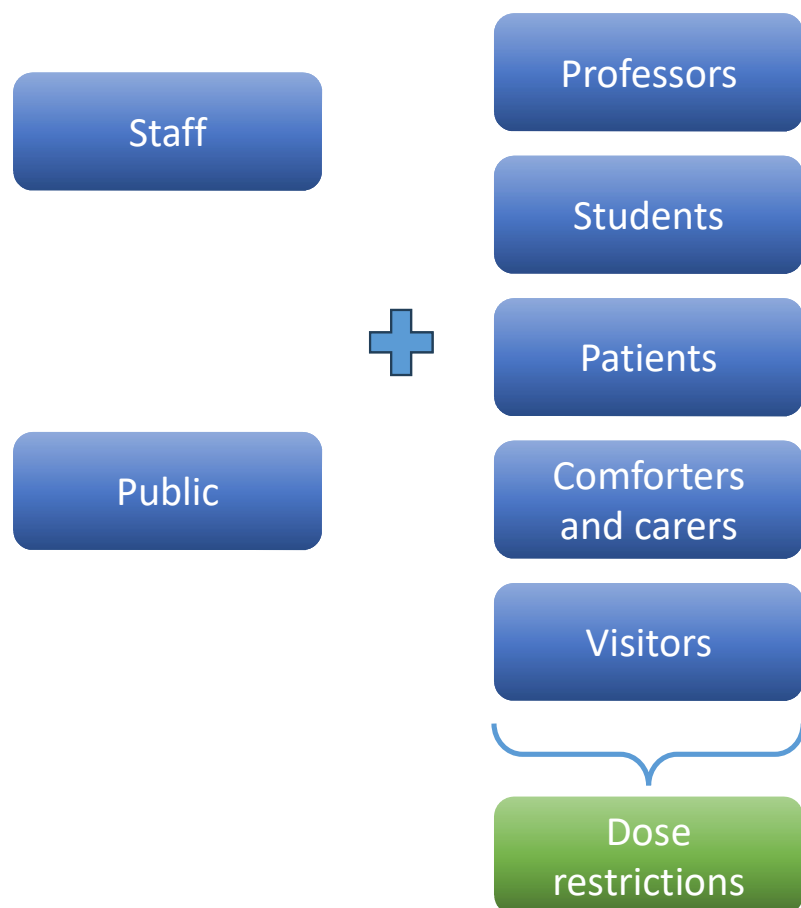 Staff
Public
Professors
Students
Patients
Comforters
and carers
Visitors
Dose
restrictions